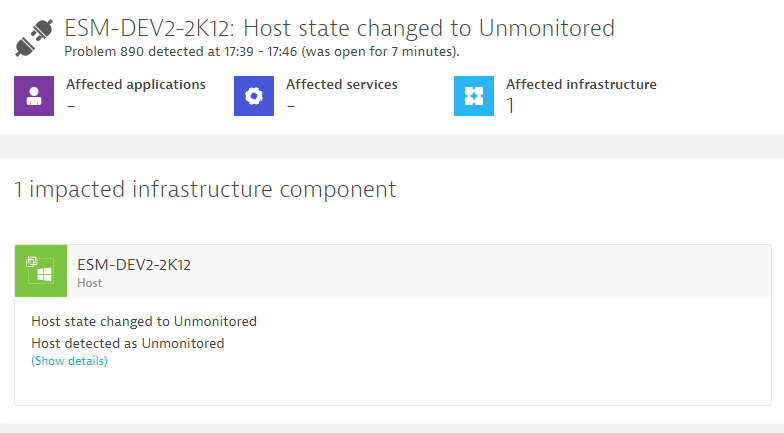 ESM-DEV2-2K12: Host state changed to Unmonitored
Problem 890 detected at 17:39 - 17:46 (was open for 7 minutes).
Affected applications
–
Affected services
–
Affected infrastructure
1
1 impacted infrastructure component
ESM-DEV2-2K12
Host
Host state changed to Unmonitored
Host detected as Unmonitored
(Show details)